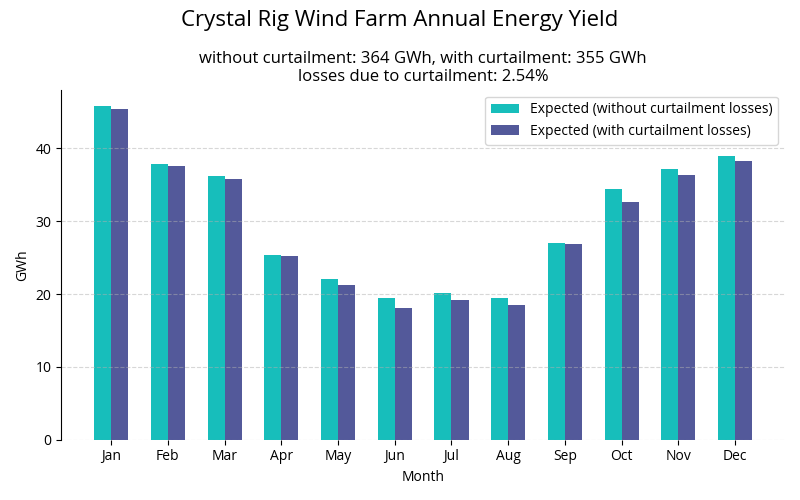 Crystal Rig Wind Farm Annual Energy Yield
without curtailment: 364 GWh, with curtailment: 355 GWh
losses due to curtailment: 2.54%
Expected (without curtailment losses)
Expected (with curtailment losses)
GWh
40
30
20
10
0
Jan Feb Mar Apr May Jun Jul Aug Sep Oct Nov Dec
Month